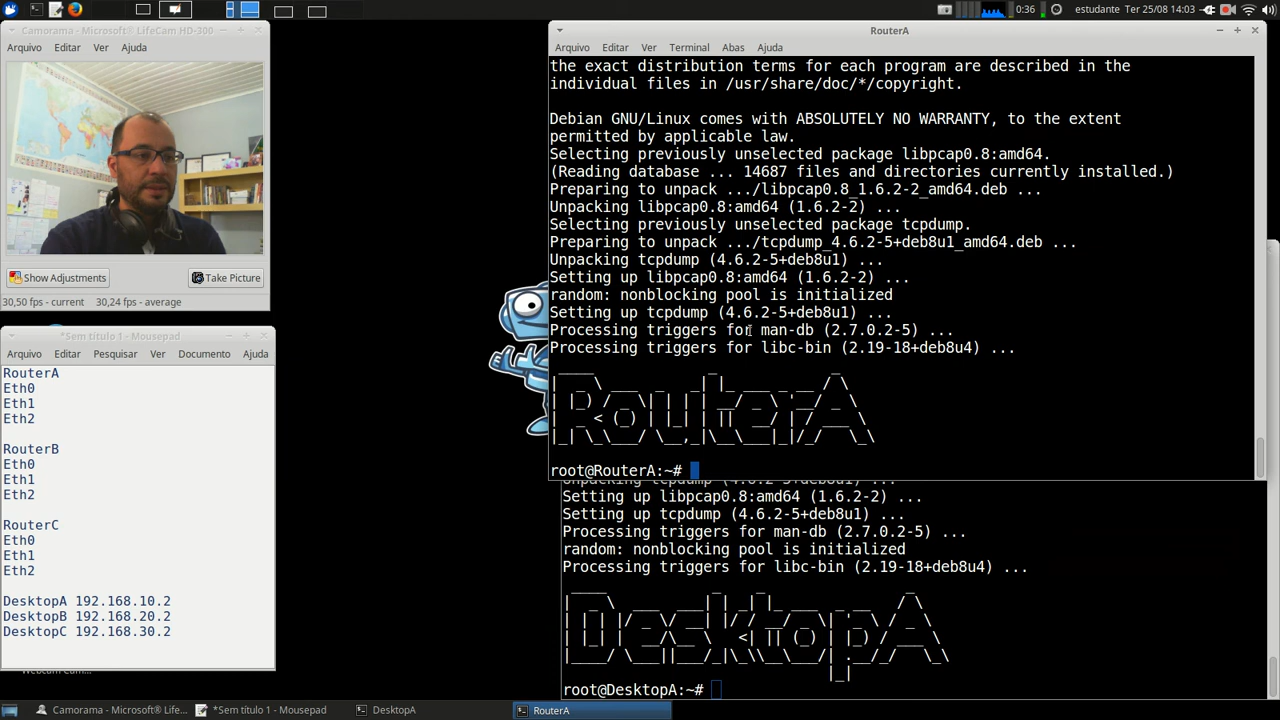 0:36
estudante
Ter 25/08 14:03
Camorama - Microsoft® LifeCam HD-300
Arquivo Editar Ver Ajuda
Show Adjustments
Take Picture
30,50 fps - current 30,24 fps - average
*Sem título 1 - Mousepad
Arquivo Editar Pesquisar Ver Documento Ajuda
RouterA
Eth0
Eth1
Eth2
RouterB
Eth0
Eth1
Eth2
RouterC
Eth0
Eth1
Eth2
DesktopA 192.168.10.2
DesktopB 192.168.20.2
DesktopC 192.168.30.2
RouterA
Arquivo Editar Ver Terminal Abas Ajuda
the exact distribution terms for each program are described in the
individual files in /usr/share/doc/*/copyright.
Debian GNU/Linux comes with ABSOLUTELY NO WARRANTY, to the extent
permitted by applicable law.
Selecting previously unselected package libpcap0.8:amd64.
(Reading database ... 14687 files and directories currently installed.)
Preparing to unpack .../libpcap0.8_1.6.2-2_amd64.deb ...
Unpacking libpcap0.8:amd64 (1.6.2-2) ...
Selecting previously unselected package tcpdump.
Preparing to unpack .../tcpdump_4.6.2-5+deb8u1_amd64.deb ...
Unpacking tcpdump (4.6.2-5+deb8u1) ...
Setting up libpcap0.8:amd64 (1.6.2-2) ...
random: nonblocking pool is initialized
Setting up tcpdump (4.6.2-5+deb8u1) ...
Processing triggers for man-db (2.7.0.2-5) ...
Processing triggers for libc-bin (2.19-18+deb8u4) ...
RouterA
root@RouterA:~#
Unpacking tcpdump (4.6.2-5+deb8u1) ...
Setting up libpcap0.8:amd64 (1.6.2-2) ...
Setting up tcpdump (4.6.2-5+deb8u1) ...
Processing triggers for man-db (2.7.0.2-5) ...
random: nonblocking pool is initialized
Processing triggers for libc-bin (2.19-18+deb8u4) ...
DesktopA
root@DesktopA:~#
Camorama - Microsoft® LifeCa...
*Sem título 1 - Mousepad
DesktopA
RouterA